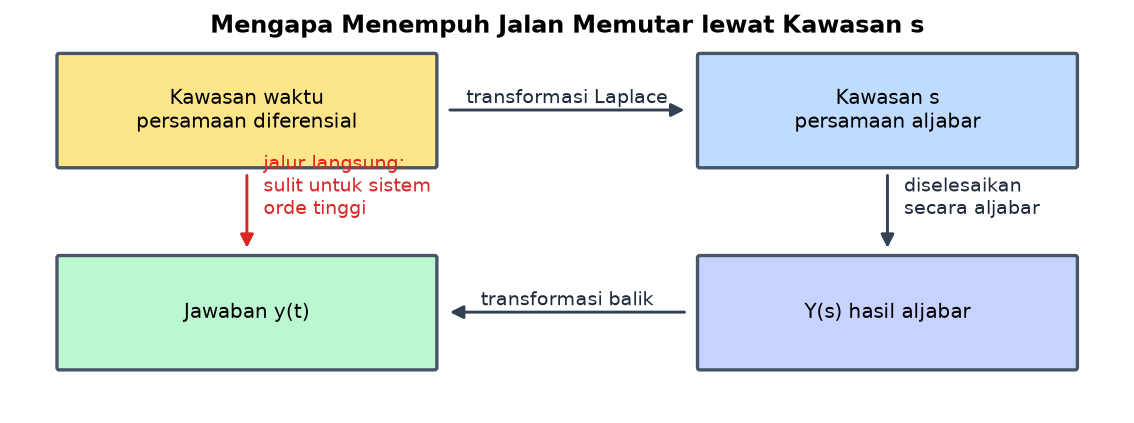 Mengapa Menempuh Jalan Memutar lewat Kawasan s
Kawasan waktu
persamaan diferensial
transformasi Laplace
Kawasan s
persamaan aljabar
jalur langsung:
sulit untuk sistem
orde tinggi
diselesaikan
secara aljabar
Jawaban y(t)
transformasi balik
Y(s) hasil aljabar